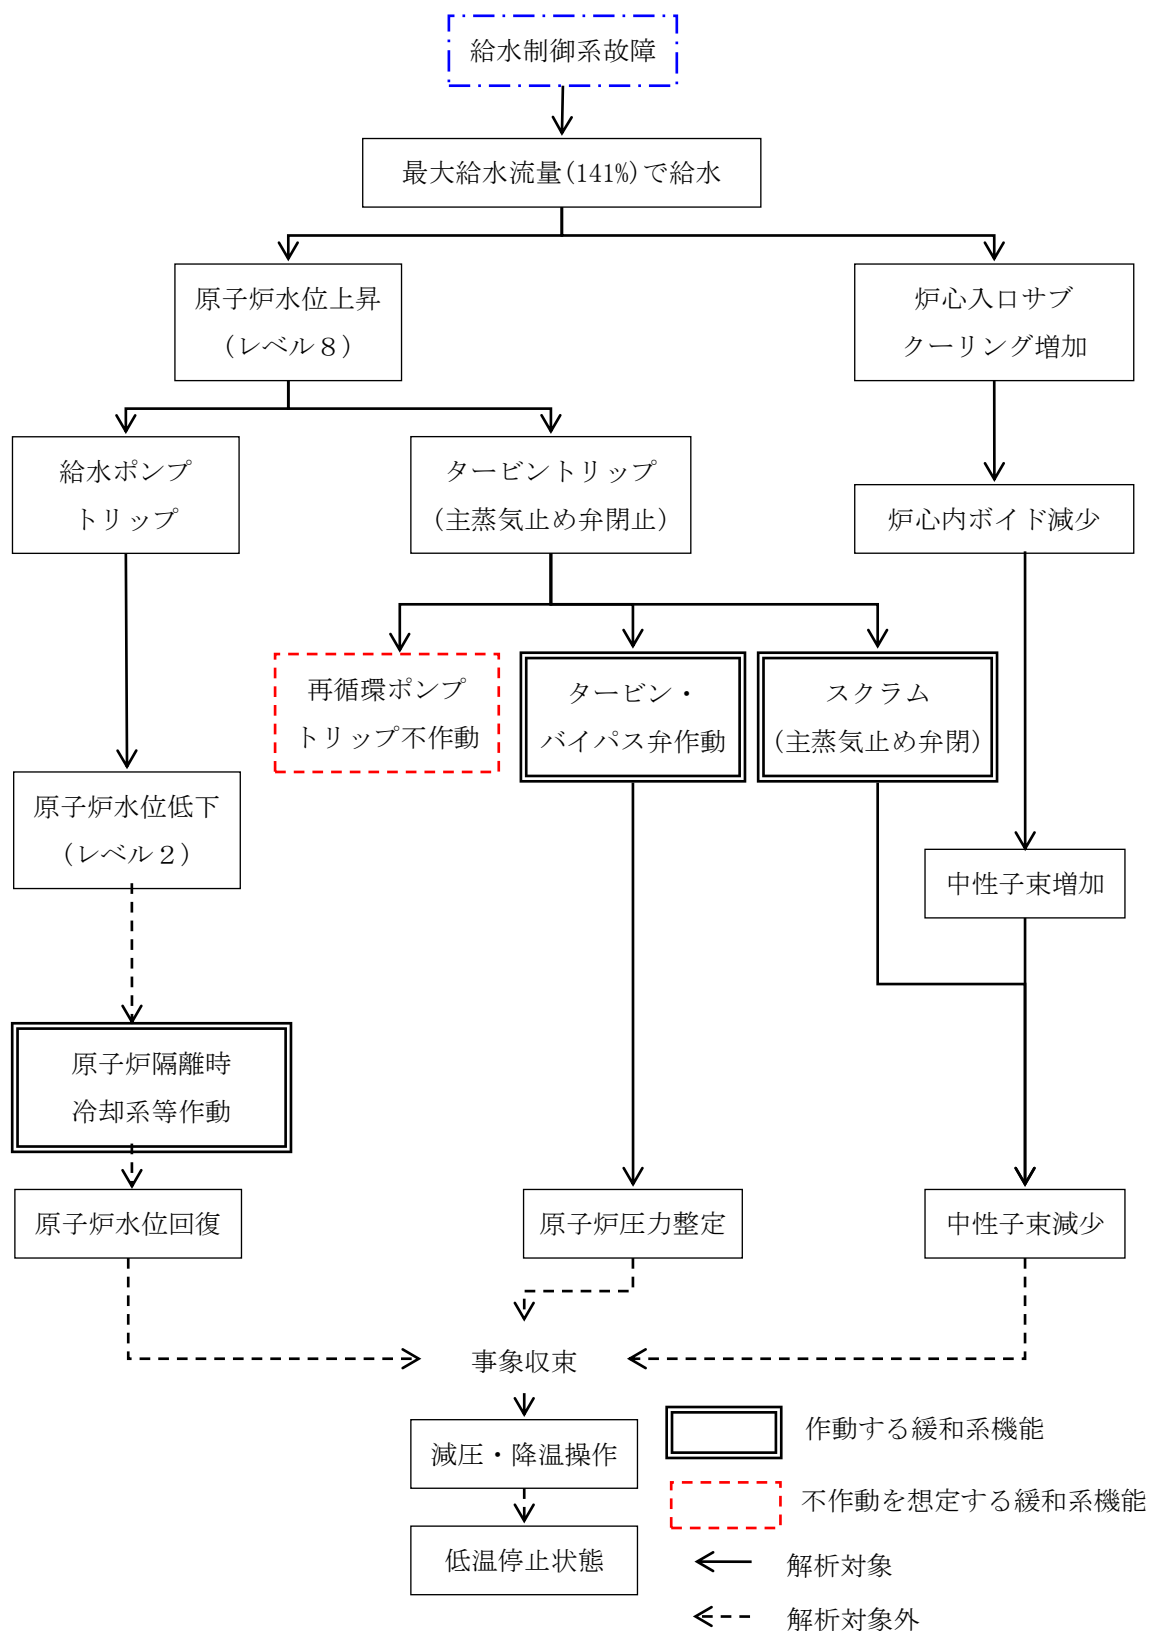 給水制御系故障
最大給水流量(141%)で給水
原子炉水位上昇
(レベル８)
炉心入口サブ
クーリング増加
給水ポンプ
トリップ
タービントリップ
(主蒸気止め弁閉止)
炉心内ボイド減少
再循環ポンプ
トリップ不作動
タービン・
バイパス弁作動
スクラム
(主蒸気止め弁閉)
原子炉水位低下
(レベル２)
中性子束増加
原子炉隔離時
冷却系等作動
原子炉水位回復
原子炉圧力整定
中性子束減少
事象収束
減圧・降温操作
低温停止状態
作動する緩和系機能
不作動を想定する緩和系機能
解析対象
解析対象外